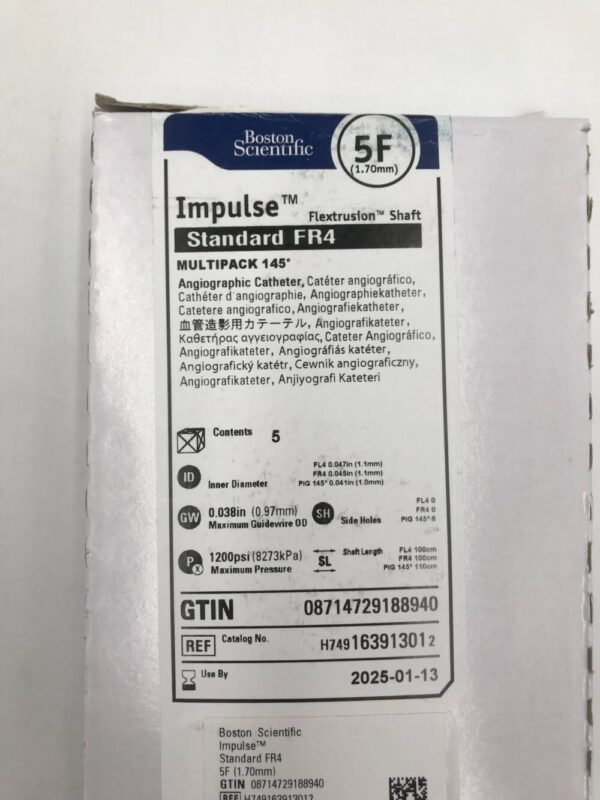 Boston
Scientific
5F
(1.70mm)
Impulse™ Flextrusion™ Shaft
Standard FR4
MULTIPACK 145°
Angiographic Catheter, Catéter angiográfico,
Cathéter d'angiographie, Angiographiekatheter,
Catetere angiografico, Angiografiekatheter,
血管造影用カテーテル, Angiografikateter,
Καθετήρας αγγειογραφίας, Cateter Angiográfico,
Angiografikateter, Angiográfiás katéter,
Angiografický katétr, Cewnik angiograficzny,
Angiografikateter, Anjiyografi Kateteri
Contents 5
ID Inner Diameter
FL4 0.047in (1.1mm)
FR4 0.045in (1.1mm)
PIG 145° 0.041in (1.0mm)
GW 0.038in (0.97mm)
Maximum Guidewire OD
SH Side Holes
FL4 0
FR4 0
PIG 145° 6
Px 1200psi (8273kPa)
Maximum Pressure
SL Shaft Length
FL4 100cm
FR4 100cm
PIG 145° 110cm
GTIN 08714729188940
REF Catalog No. H749163913012
Use By 2025-01-13
Boston Scientific
Impulse™
Standard FR4
5F (1.70mm)
GTIN 08714729188940
REF H749163913012